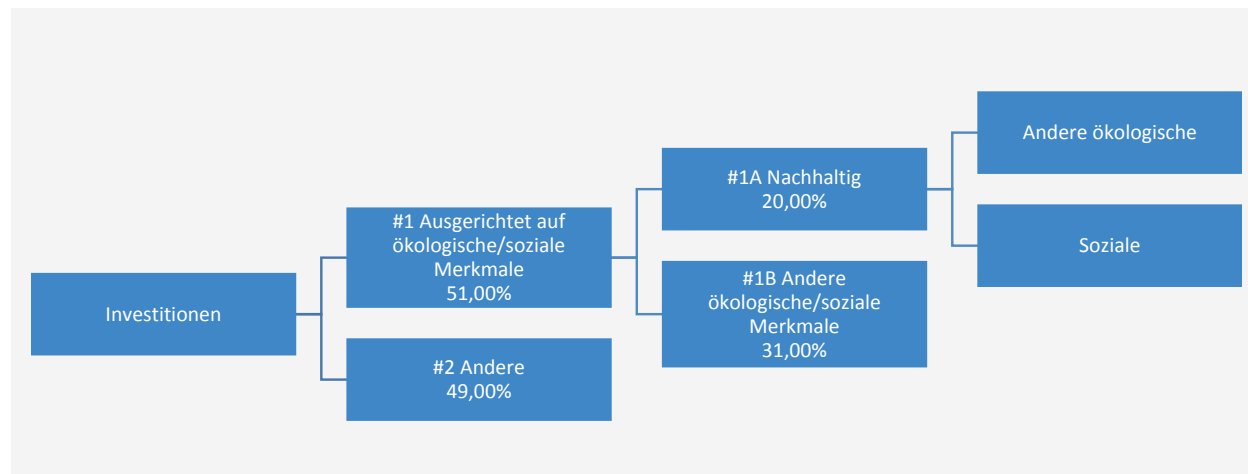 Investitionen
#1 Ausgerichtet auf
ökologische/soziale
Merkmale
51,00%
#2 Andere
49,00%
#1A Nachhaltig
20,00%
#1B Andere
ökologische/soziale
Merkmale
31,00%
Andere ökologische
Soziale